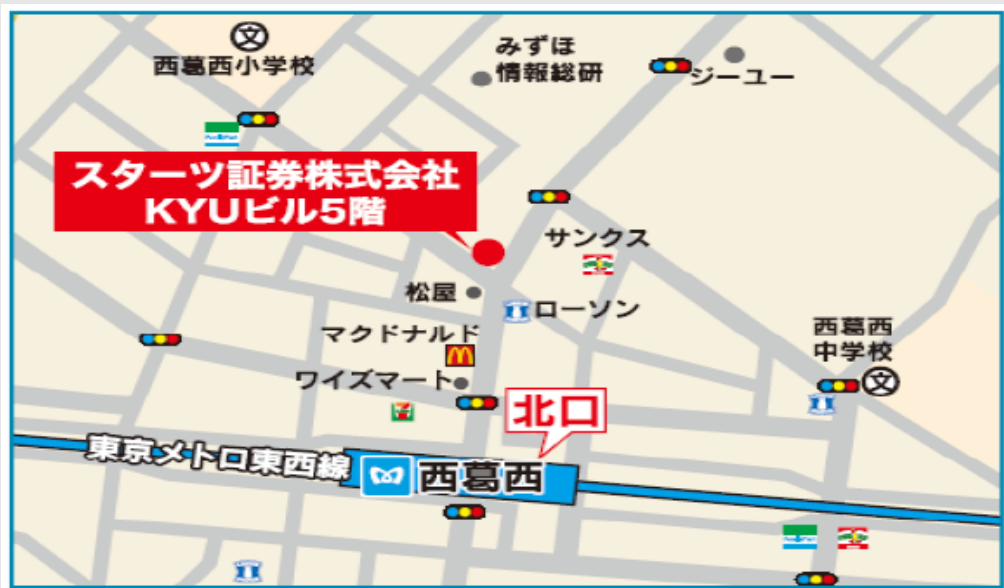 文
西葛西小学校
みずほ
情報総研
ジーユー
スターツ証券株式会社
KYUビル5階
サンクス
松屋
ローソン
マクドナルド
西葛西
中学校
文
ワイズマート
北口
東京メトロ東西線
西葛西